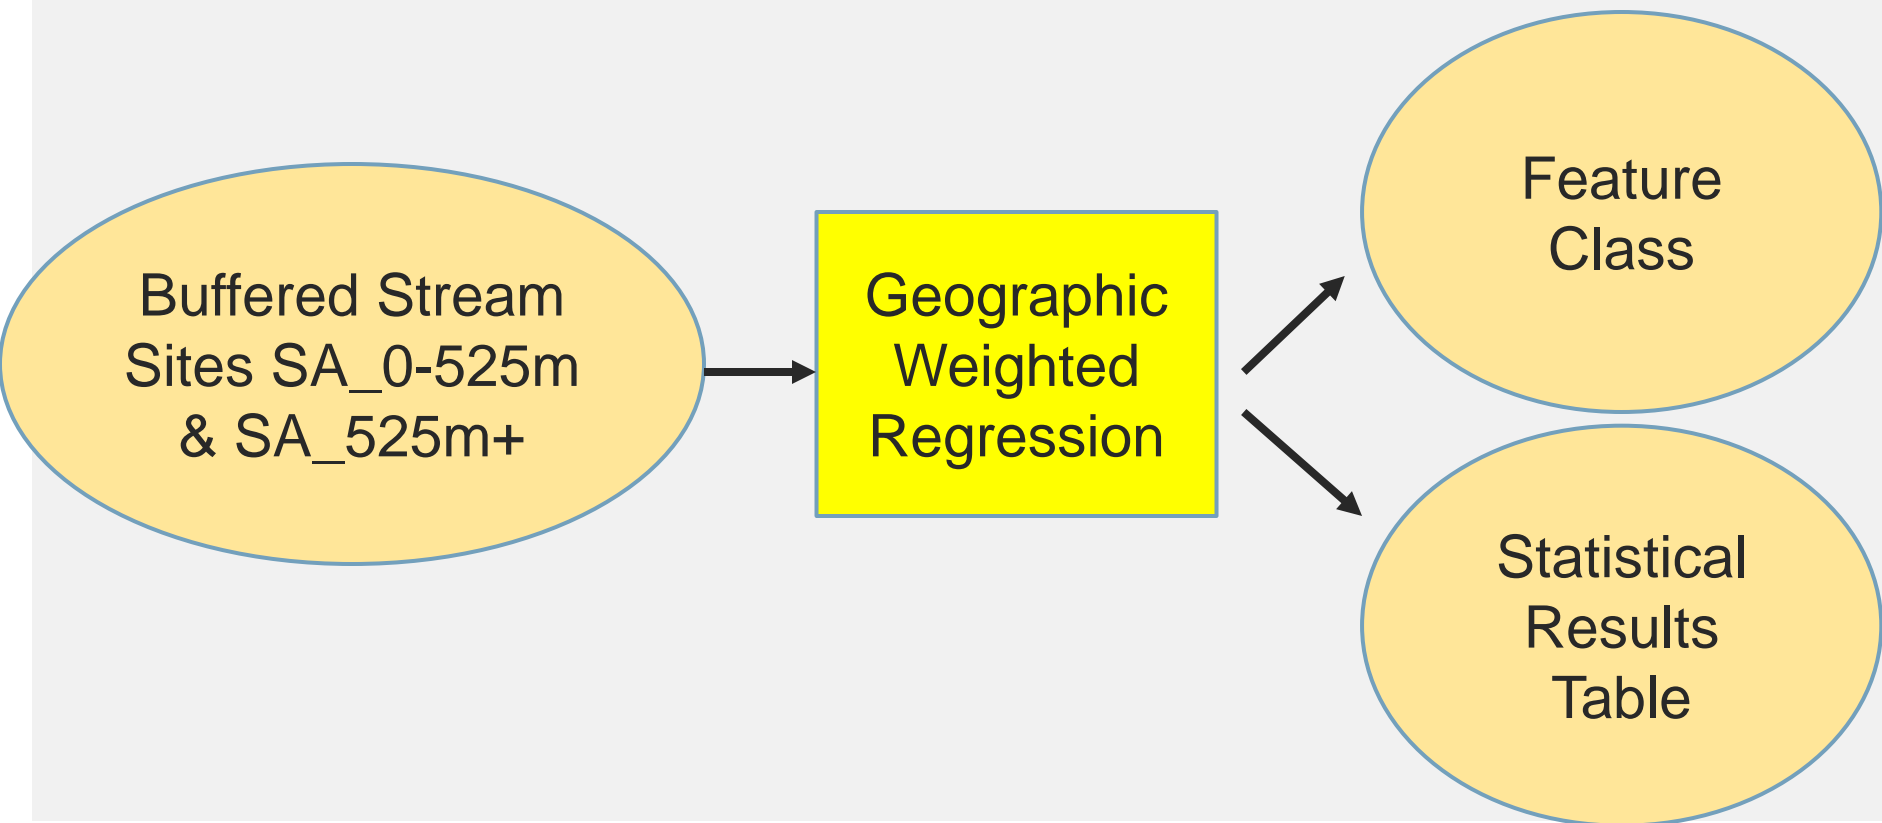 Buffered Stream
Sites SA_0-525m
& SA_525m+
Geographic
Weighted
Regression
Feature
Class
Statistical
Results
Table